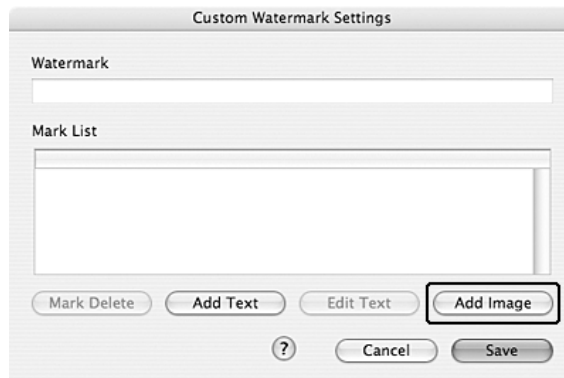 Custom Watermark Settings
Watermark
Mark List
Mark Delete Add Text Edit Text Add Image
? Cancel Save